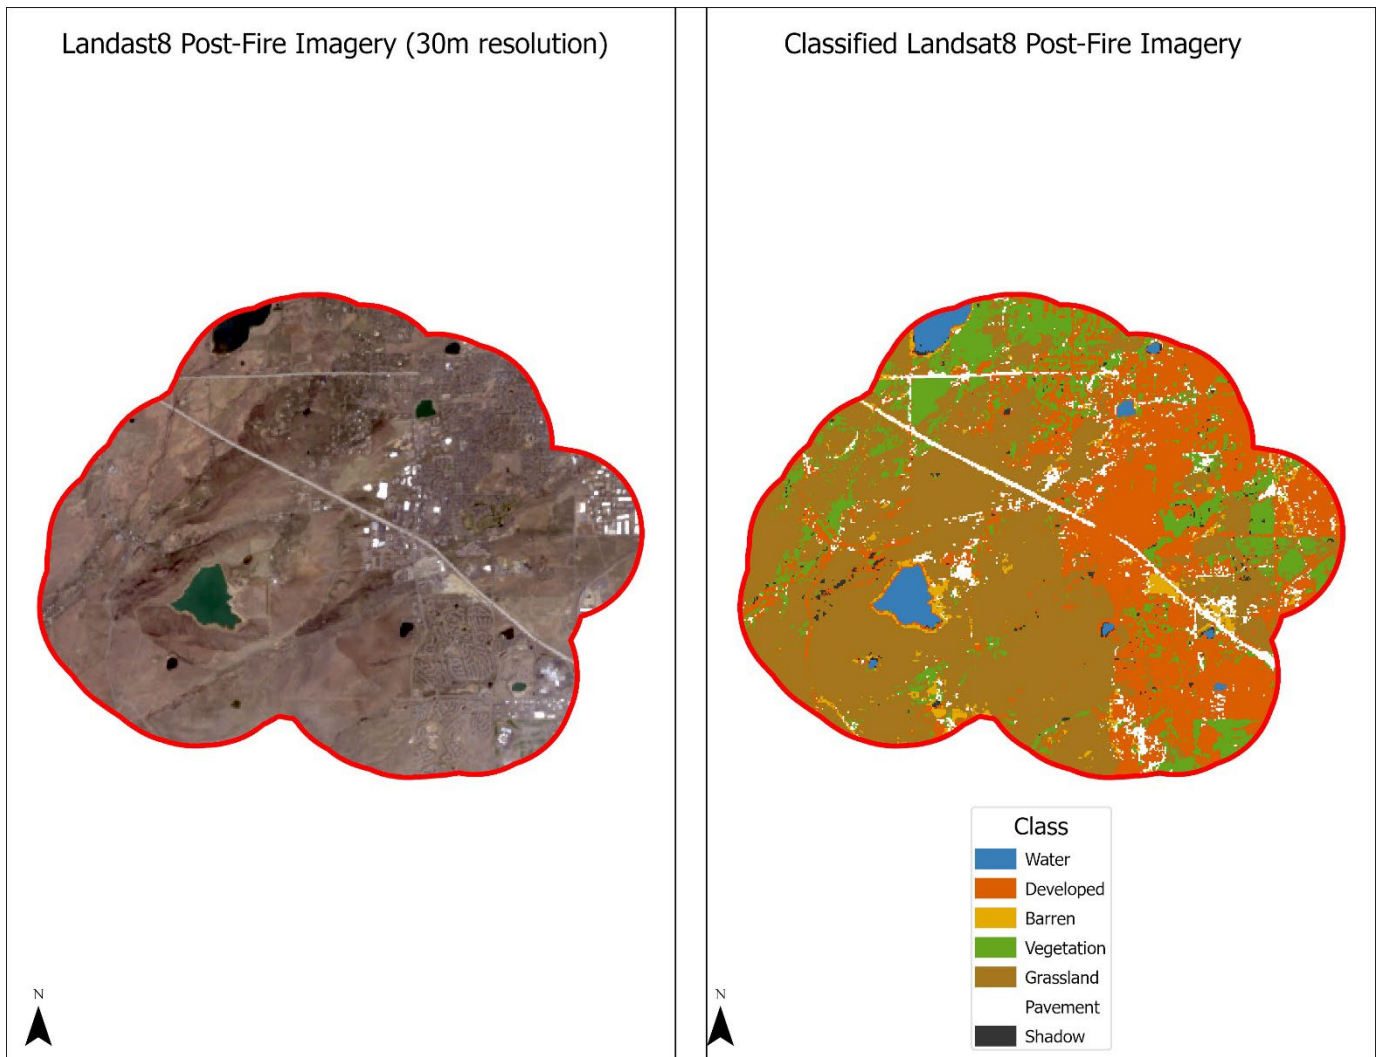 Landast8 Post-Fire Imagery (30m resolution)
Classified Landsat8 Post-Fire Imagery
Class
Water
Developed
Barren
Vegetation
Grassland
Pavement
Shadow
N
N